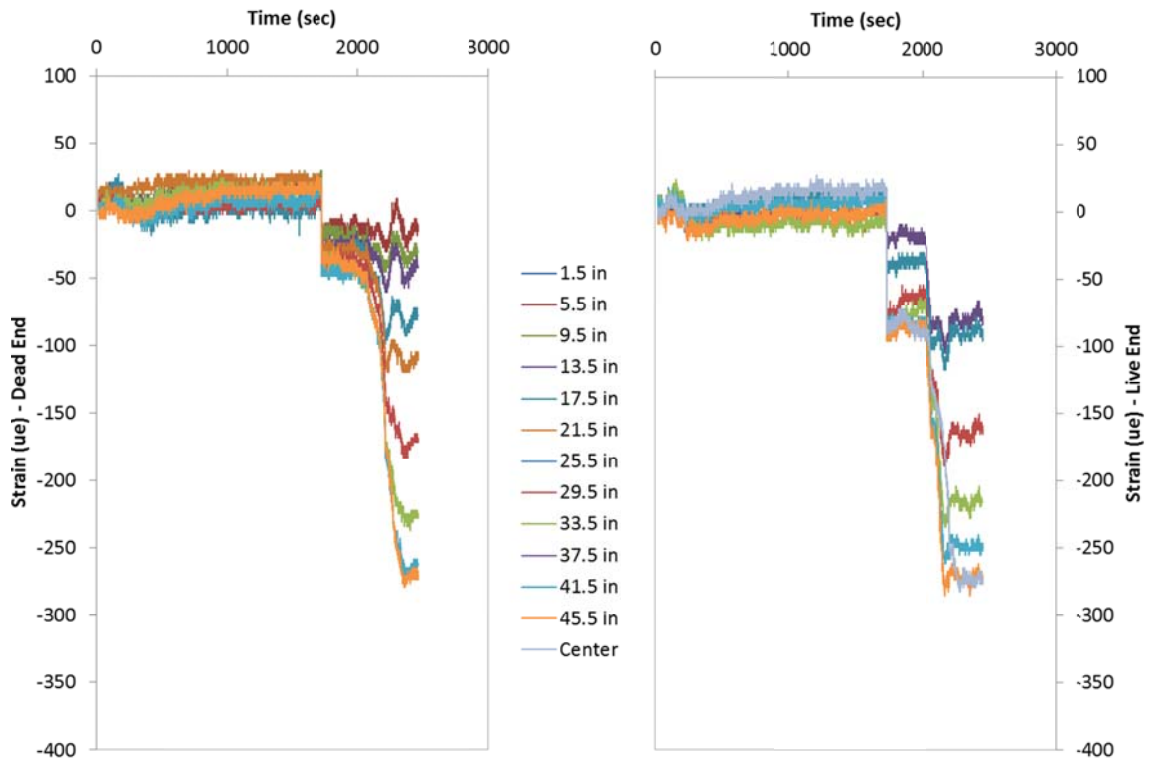 Time (sec)
0 1000 2000 3000
100
50
0
-50
-100
-150
-200
-250
-300
-350
-400
Strain (ue) - Dead End
1.5 in
5.5 in
9.5 in
13.5 in
17.5 in
21.5 in
25.5 in
29.5 in
33.5 in
37.5 in
41.5 in
45.5 in
Center
Time (sec)
0 1000 2000 3000
100
50
0
-50
-100
-150
-200
-250
-300
-350
-400
Strain (ue) - Live End